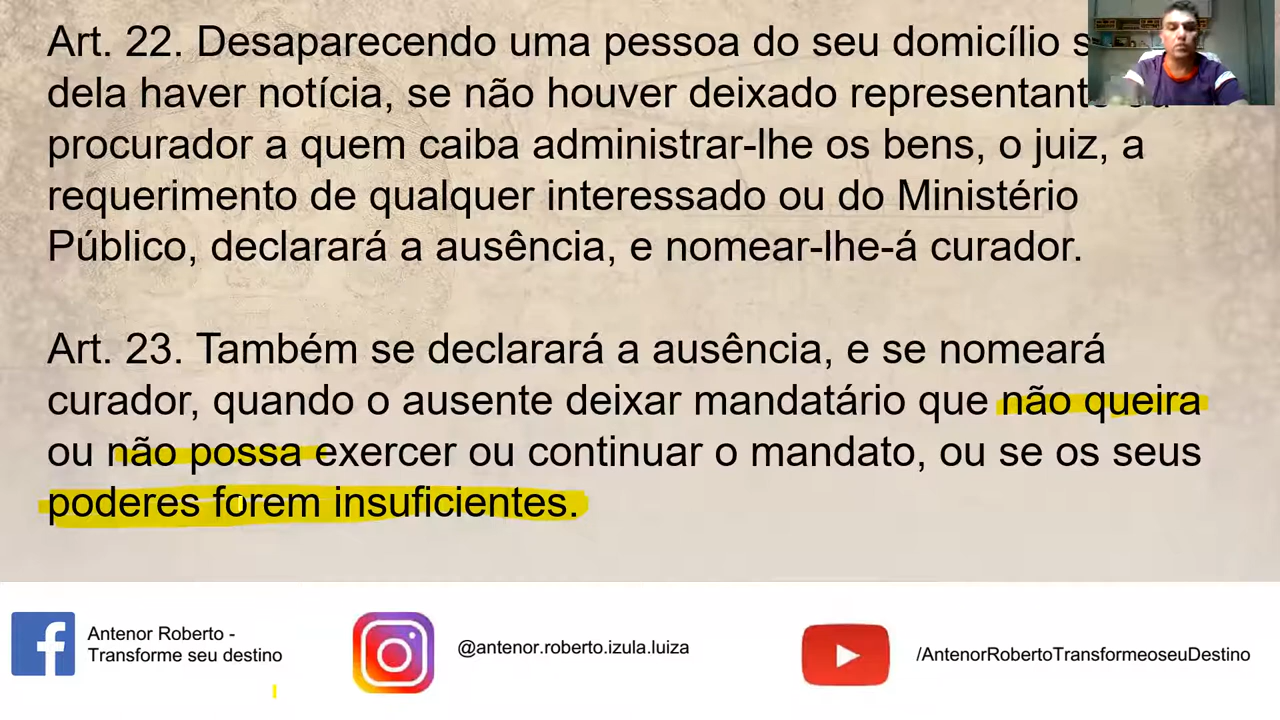 Art. 22. Desaparecendo uma pessoa do seu domicílio
dela haver notícia, se não houver deixado representant
procurador a quem caiba administrar-lhe os bens, o juiz, a
requerimento de qualquer interessado ou do Ministério
Público, declarará a ausência, e nomear-lhe-á curador.
Art. 23. Também se declarará a ausência, e se nomeará
curador, quando o ausente deixar mandatário que não queira
ou não possa exercer ou continuar o mandato, ou se os seus
poderes forem insuficientes.
Antenor Roberto -
Transforme seu destino
@antenor.roberto.izula.luiza
/AntenorRobertoTransformeoseuDestino